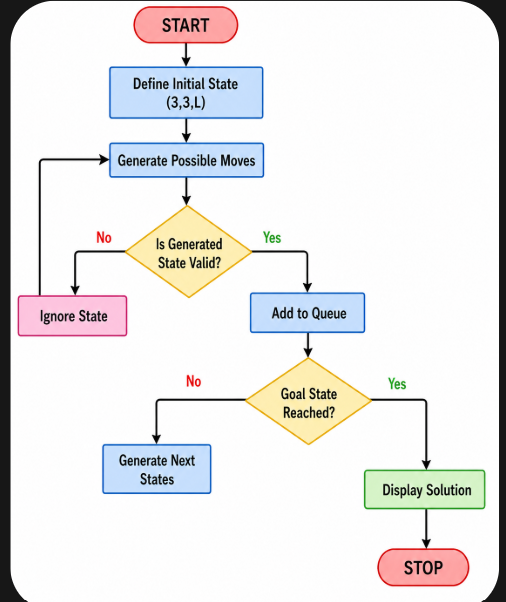 START
Define Initial State
(3,3,L)
Generate Possible Moves
No
Is Generated
State Valid?
Yes
Ignore State
Add to Queue
No
Goal State
Reached?
Yes
Generate Next
States
Display Solution
STOP